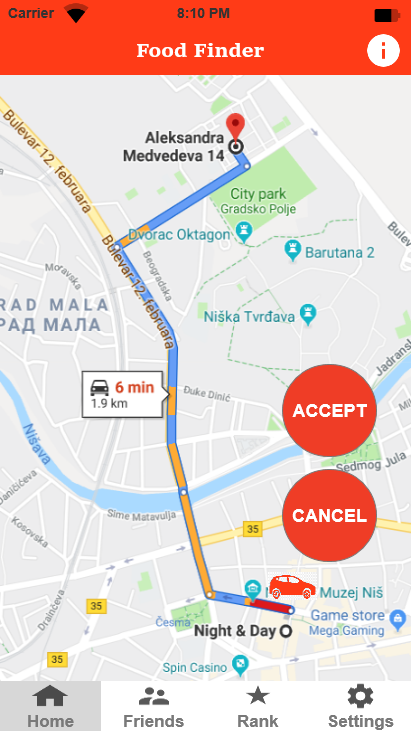 Carrier
8:10 PM
Food Finder
i
Aleksandra
Medvedeva 14
Bulevar 12. februara
City park
Gradsko Polje
Dvorac Oktagon
Barutana 2
Bulevar 12. februara
Beogradska
Moravska
RAD MALA
РАД МАЛА
Niška Tvrđava
Jadransk
6 min
1.9 km
Đuke Dinić
ACCEPT
Nišava
Sedmog Jula
Daničićeva
CANCEL
Sime Matavulja
Kosovska
35
Drainčeva
Muzej Niš
35
Game store
Mega Gaming
Česma
Night & Day
35
Spin Casino
Home
Friends
Rank
Settings